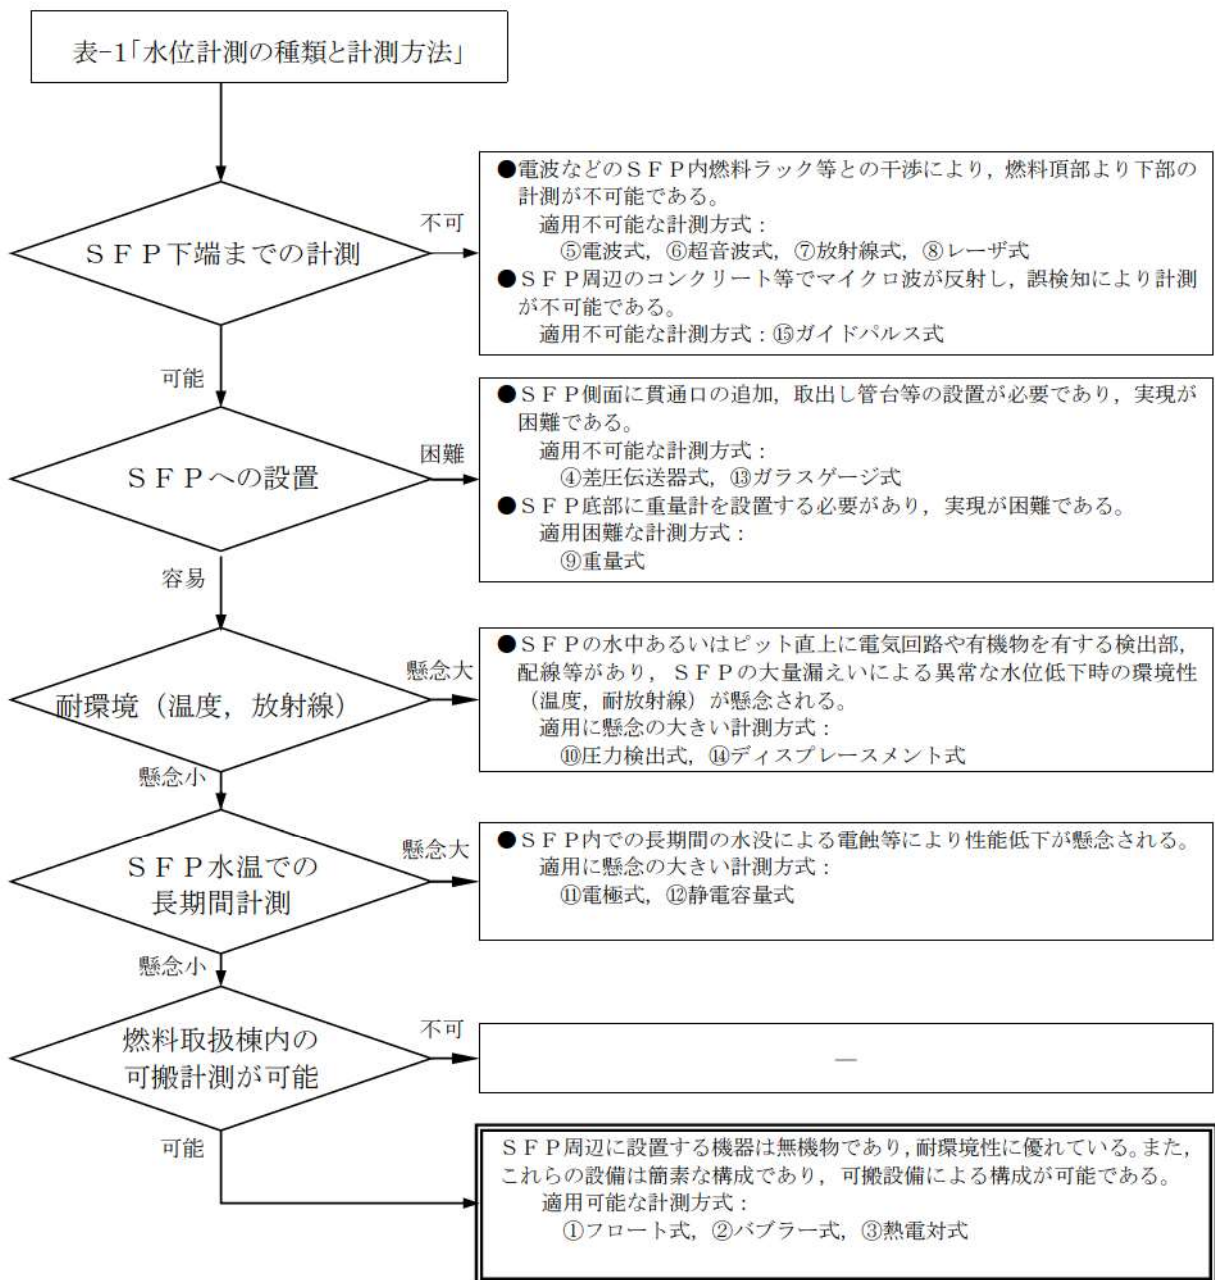 表-1「水位計測の種類と計測方法」
SFP下端までの計測
不可
●電波などのSFP内燃料ラック等との干渉により，燃料頂部より下部の
計測が不可能である。
適用不可能な計測方式：
⑤電波式，⑥超音波式，⑦放射線式，⑧レーザ式
●SFP周辺のコンクリート等でマイクロ波が反射し，誤検知により計測
が不可能である。
適用不可能な計測方式：⑮ガイドパルス式
可能
SFPへの設置
困難
●SFP側面に貫通口の追加，取出し管台等の設置が必要であり，実現が
困難である。
適用不可能な計測方式：
④差圧伝送器式，⑬ガラスゲージ式
●SFP底部に重量計を設置する必要があり，実現が困難である。
適用困難な計測方式：
⑨重量式
容易
耐環境（温度，放射線）
懸念大
●SFPの水中あるいはピット直上に電気回路や有機物を有する検出部，
配線等があり，SFPの大量漏えいによる異常な水位低下時の環境性
（温度，耐放射線）が懸念される。
適用に懸念の大きい計測方式：
⑩圧力検出式，⑭ディスプレースメント式
懸念小
SFP水温での
長期間計測
懸念大
●SFP内での長期間の水没による電蝕等により性能低下が懸念される。
適用に懸念の大きい計測方式：
⑪電極式，⑫静電容量式
懸念小
燃料取扱棟内の
可搬計測が可能
不可
―
可能
SFP周辺に設置する機器は無機物であり，耐環境性に優れている。また，
これらの設備は簡素な構成であり，可搬設備による構成が可能である。
適用可能な計測方式：
①フロート式，②バブラー式，③熱電対式